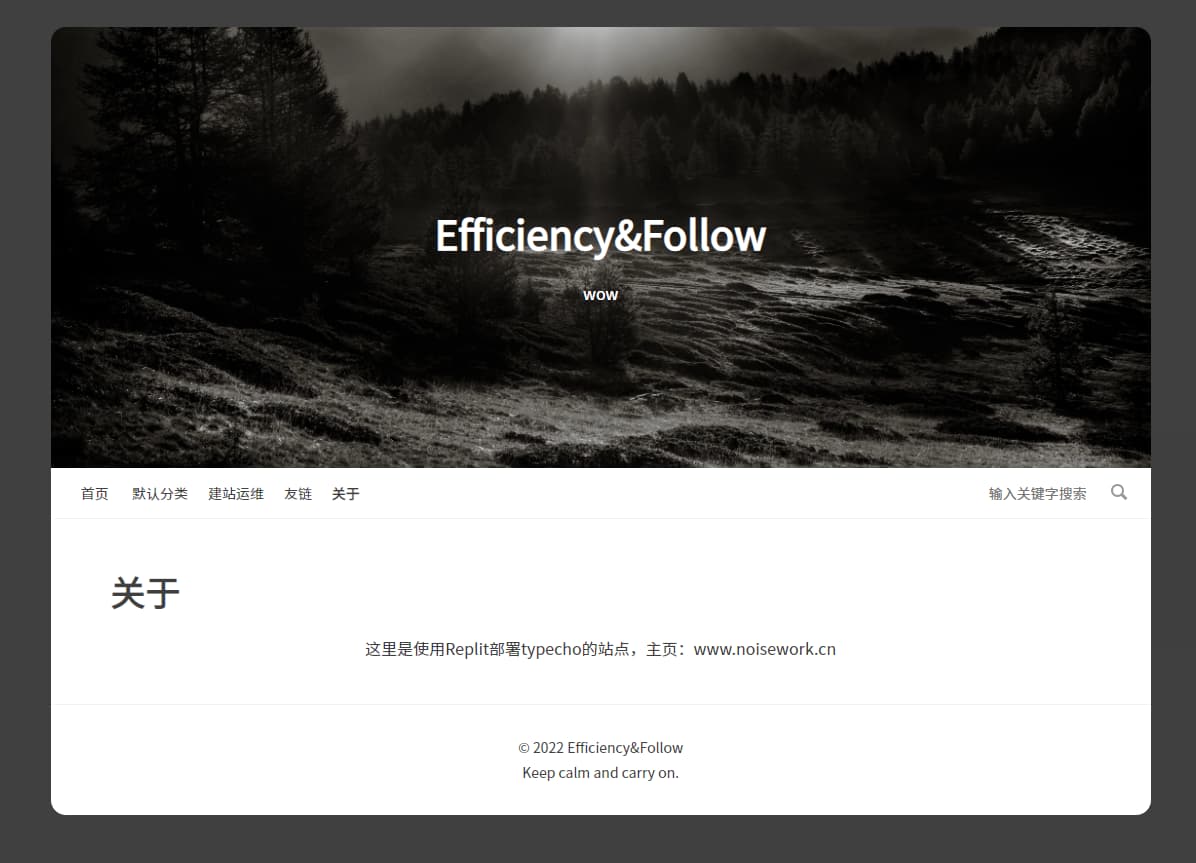 Efficiency&Follow
wow
首页 默认分类 建站运维 友链 关于 输入关键字搜索
关于
这里是使用Replit部署typecho的站点，主页：www.noisework.cn
© 2022 Efficiency&Follow
Keep calm and carry on.